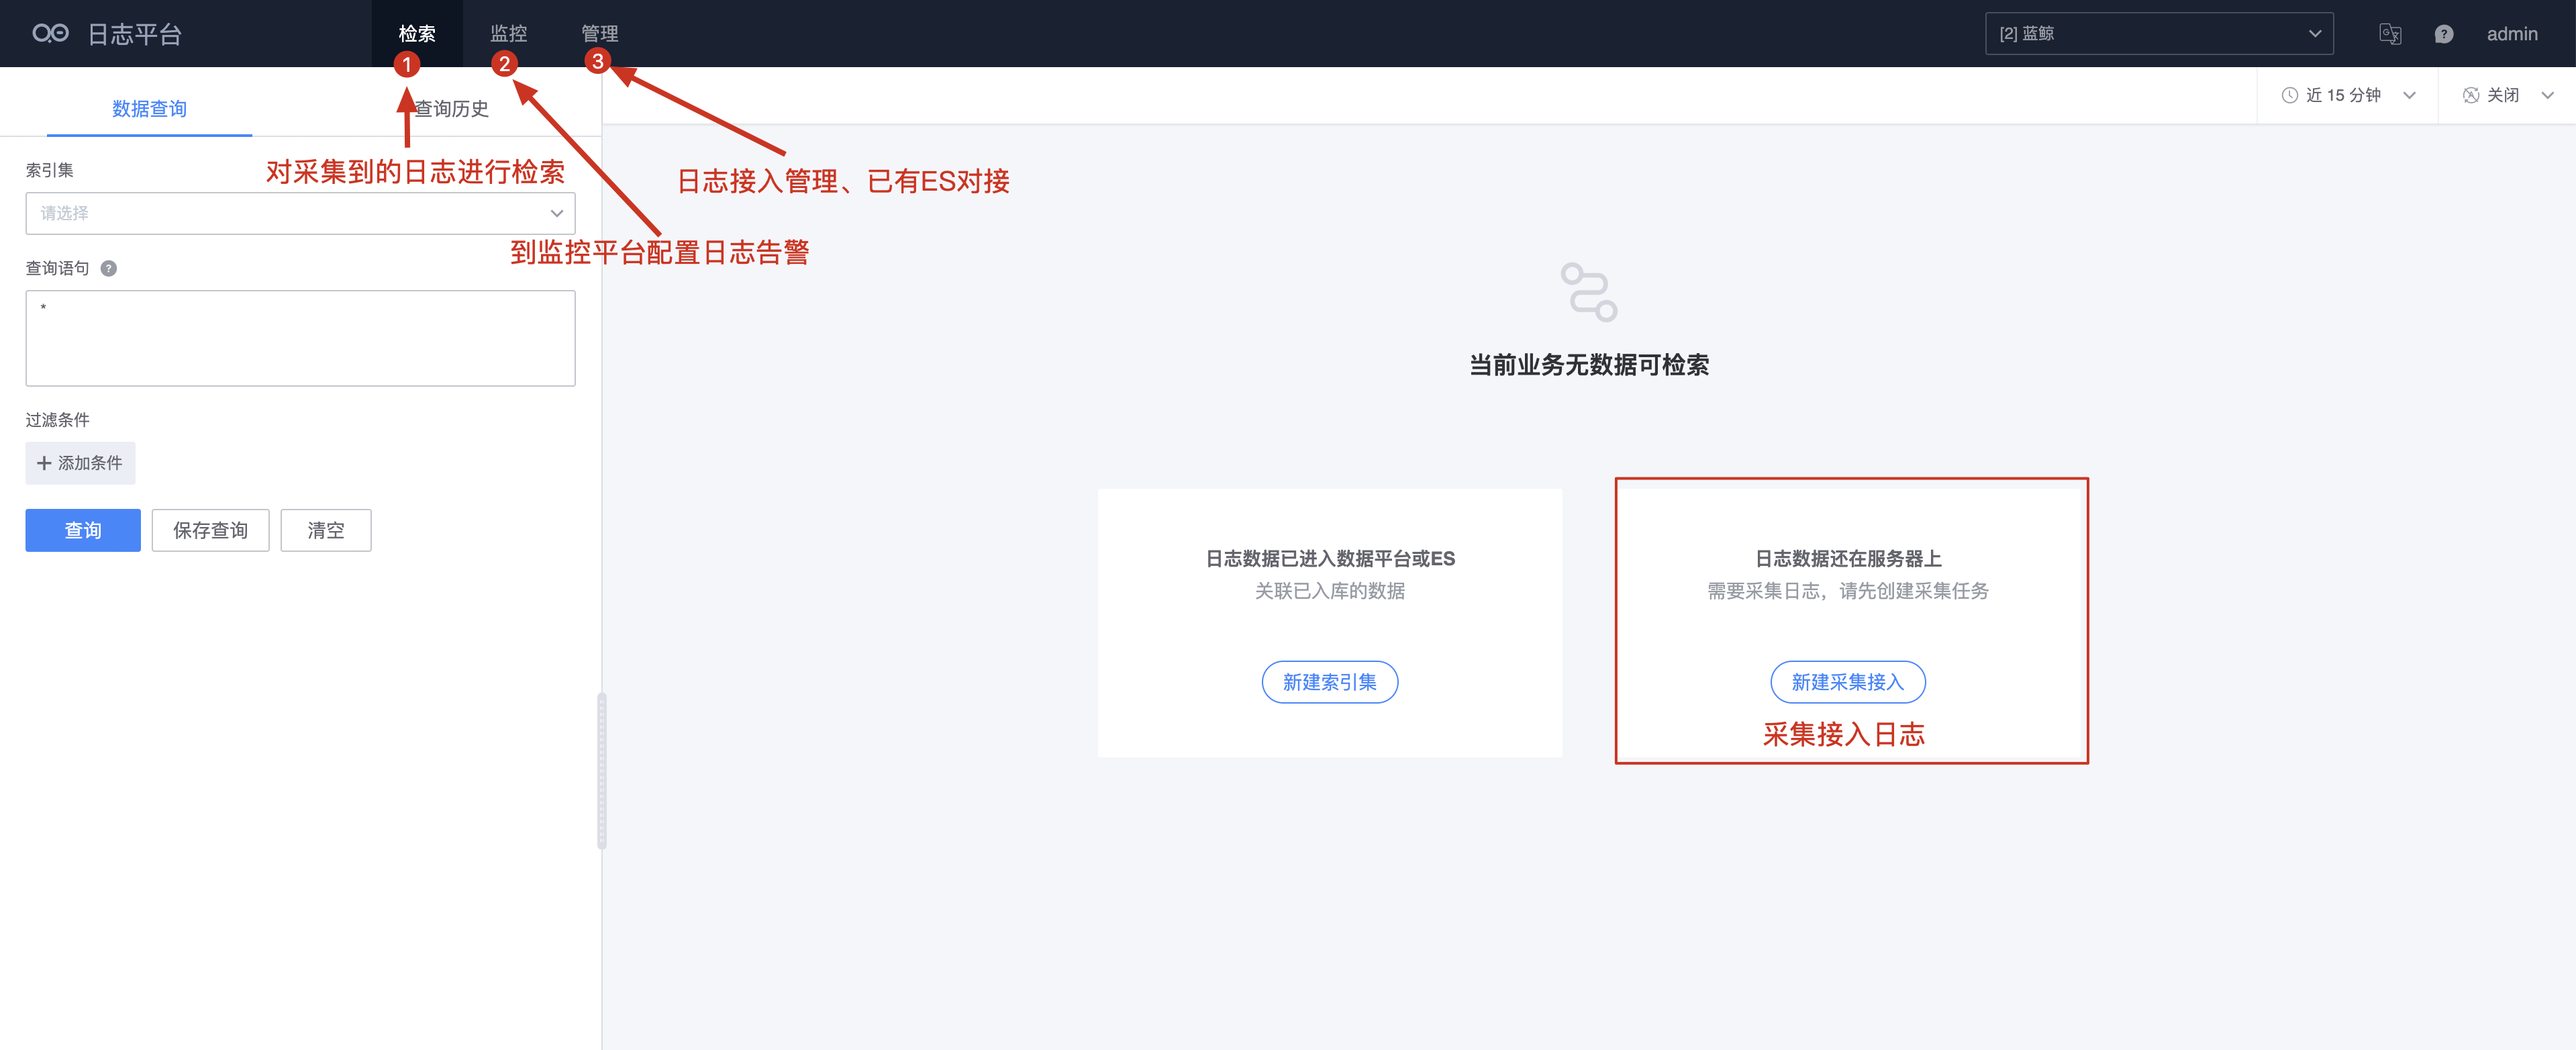 日志平台
检索
监控
管理
[2] 蓝鲸
?
admin
1
2
3
数据查询
查询历史
近 15 分钟
关闭
索引集
对采集到的日志进行检索
日志接入管理、已有ES对接
请选择
到监控平台配置日志告警
查询语句 ?
*
当前业务无数据可检索
过滤条件
+ 添加条件
查询
保存查询
清空
日志数据已进入数据平台或ES
关联已入库的数据
新建索引集
日志数据还在服务器上
需要采集日志，请先创建采集任务
新建采集接入
采集接入日志